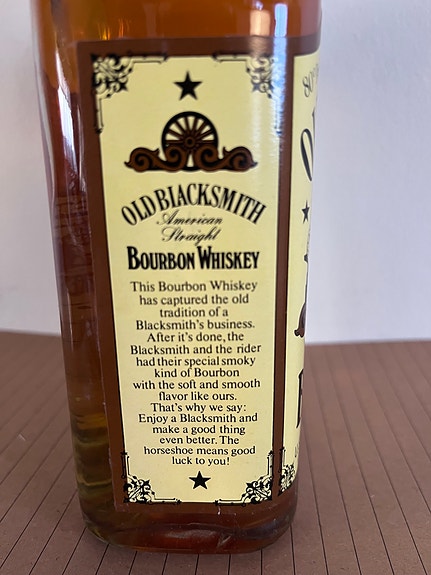 OLD BLACKSMITH
American
Straight
BOURBON WHISKEY
This Bourbon Whiskey
has captured the old
tradition of a
Blacksmith's business.
After it's done, the
Blacksmith and the rider
had their special smoky
kind of Bourbon
with the soft and smooth
flavor like ours.
That's why we say:
Enjoy a Blacksmith and
make a good thing
even better. The
horseshoe means good
luck to you!
80